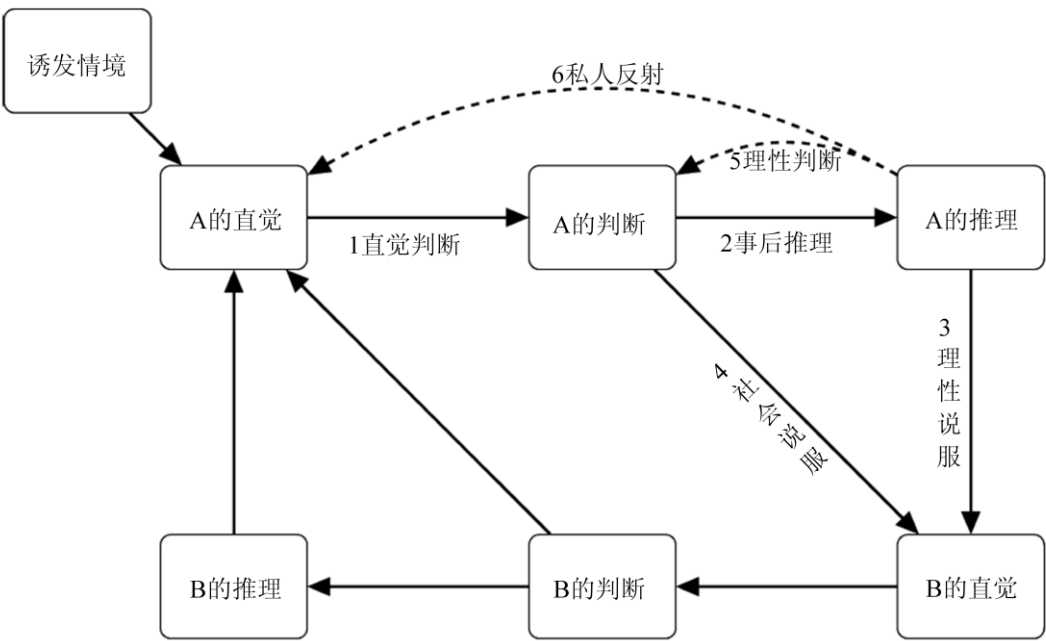 诱发情境
6私人反射
5理性判断
A的直觉
A的判断
A的推理
1直觉判断
2事后推理
3理性说服
4社会说服
B的推理
B的判断
B的直觉